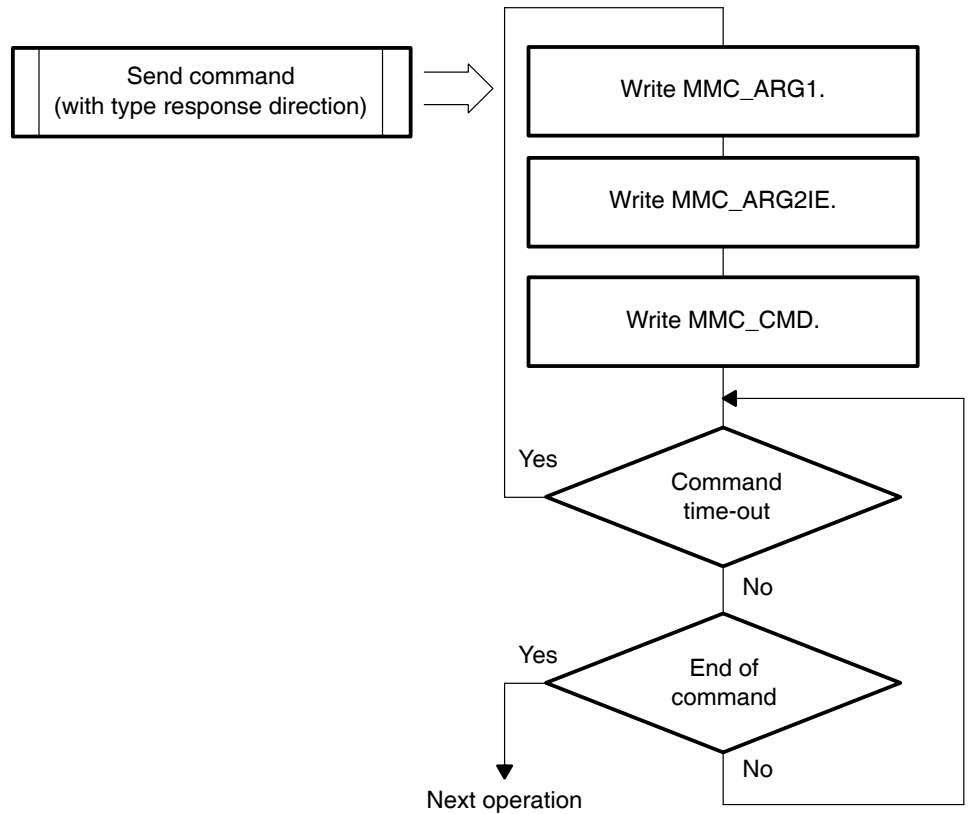 Send command
(with type response direction)
Write MMC_ARG1.
Write MMC_ARG2IE.
Write MMC_CMD.
Yes
Command
time-out
No
Yes
End of
command
No
Next operation